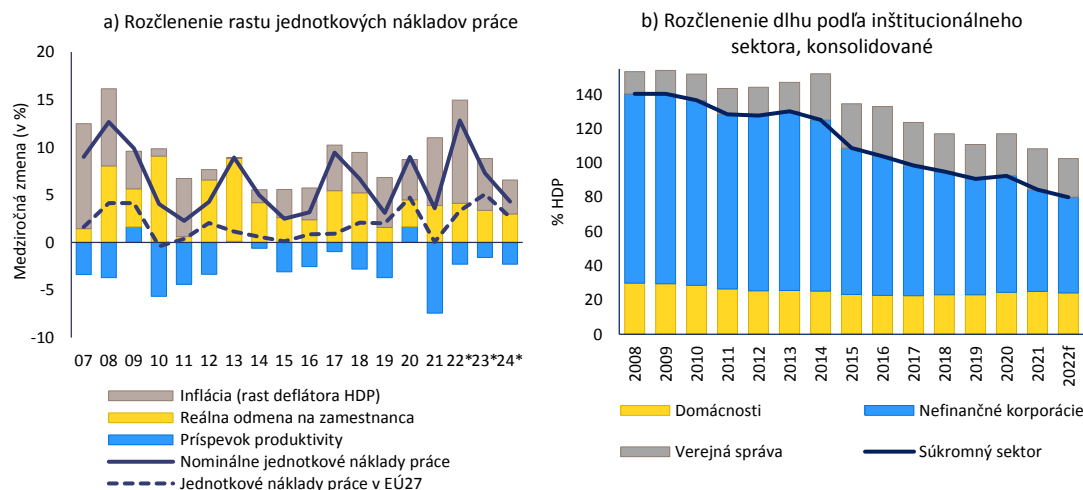 a) Rozčlenenie rastu jednotkových nákladov práce
Medziročná zmena (v %)
20
15
10
5
0
-5
-10
07 08 09 10 11 12 13 14 15 16 17 18 19 20 21 22* 23* 24*
Inflácia (rast deflátora HDP)
Reálna odmena na zamestnanca
Príspevok produktivity
Nominálne jednotkové náklady práce
Jednotkové náklady práce v EÚ27
b) Rozčlenenie dlhu podľa inštitucionálneho
sektora, konsolidované
% HDP
140
120
100
80
60
40
20
0
2008 2009 2010 2011 2012 2013 2014 2015 2016 2017 2018 2019 2020 2021 2022f
Domácnosti
Nefinančné korporácie
Verejná správa
Súkromný sektor